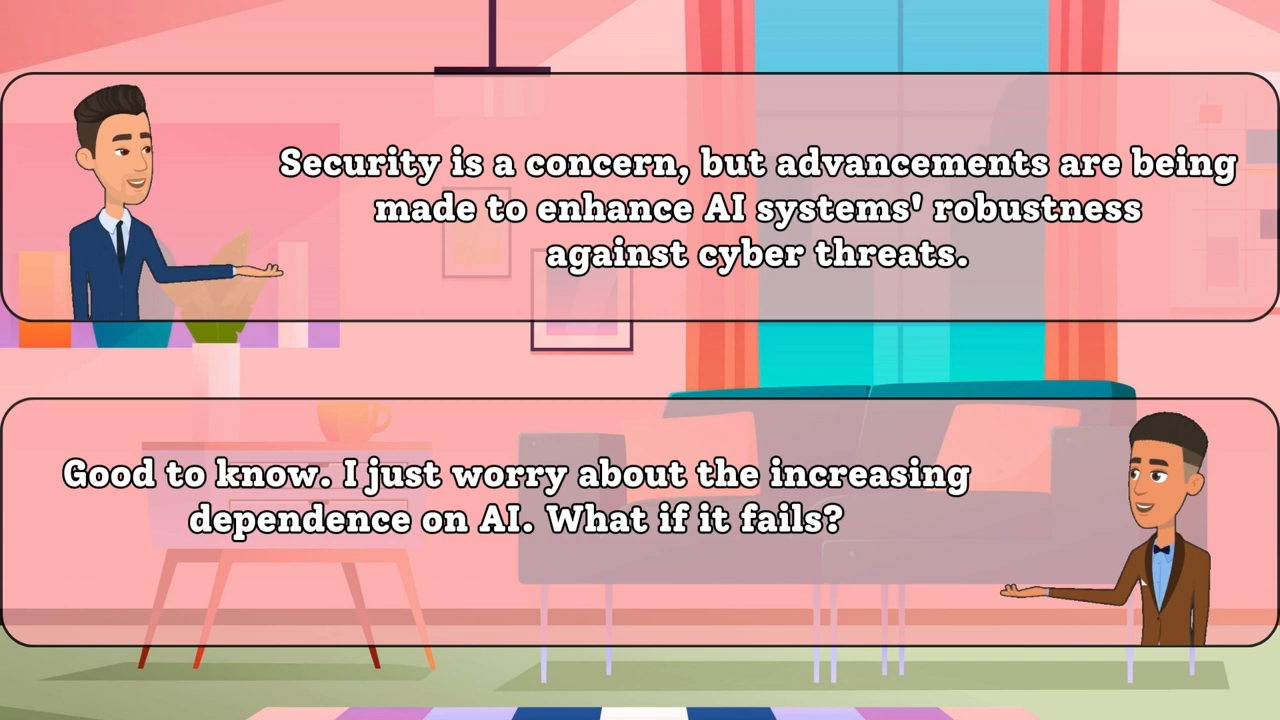 Security is a concern, but advancements are being
made to enhance AI systems' robustness
against cyber threats.
Good to know. I just worry about the increasing
dependence on AI. What if it fails?